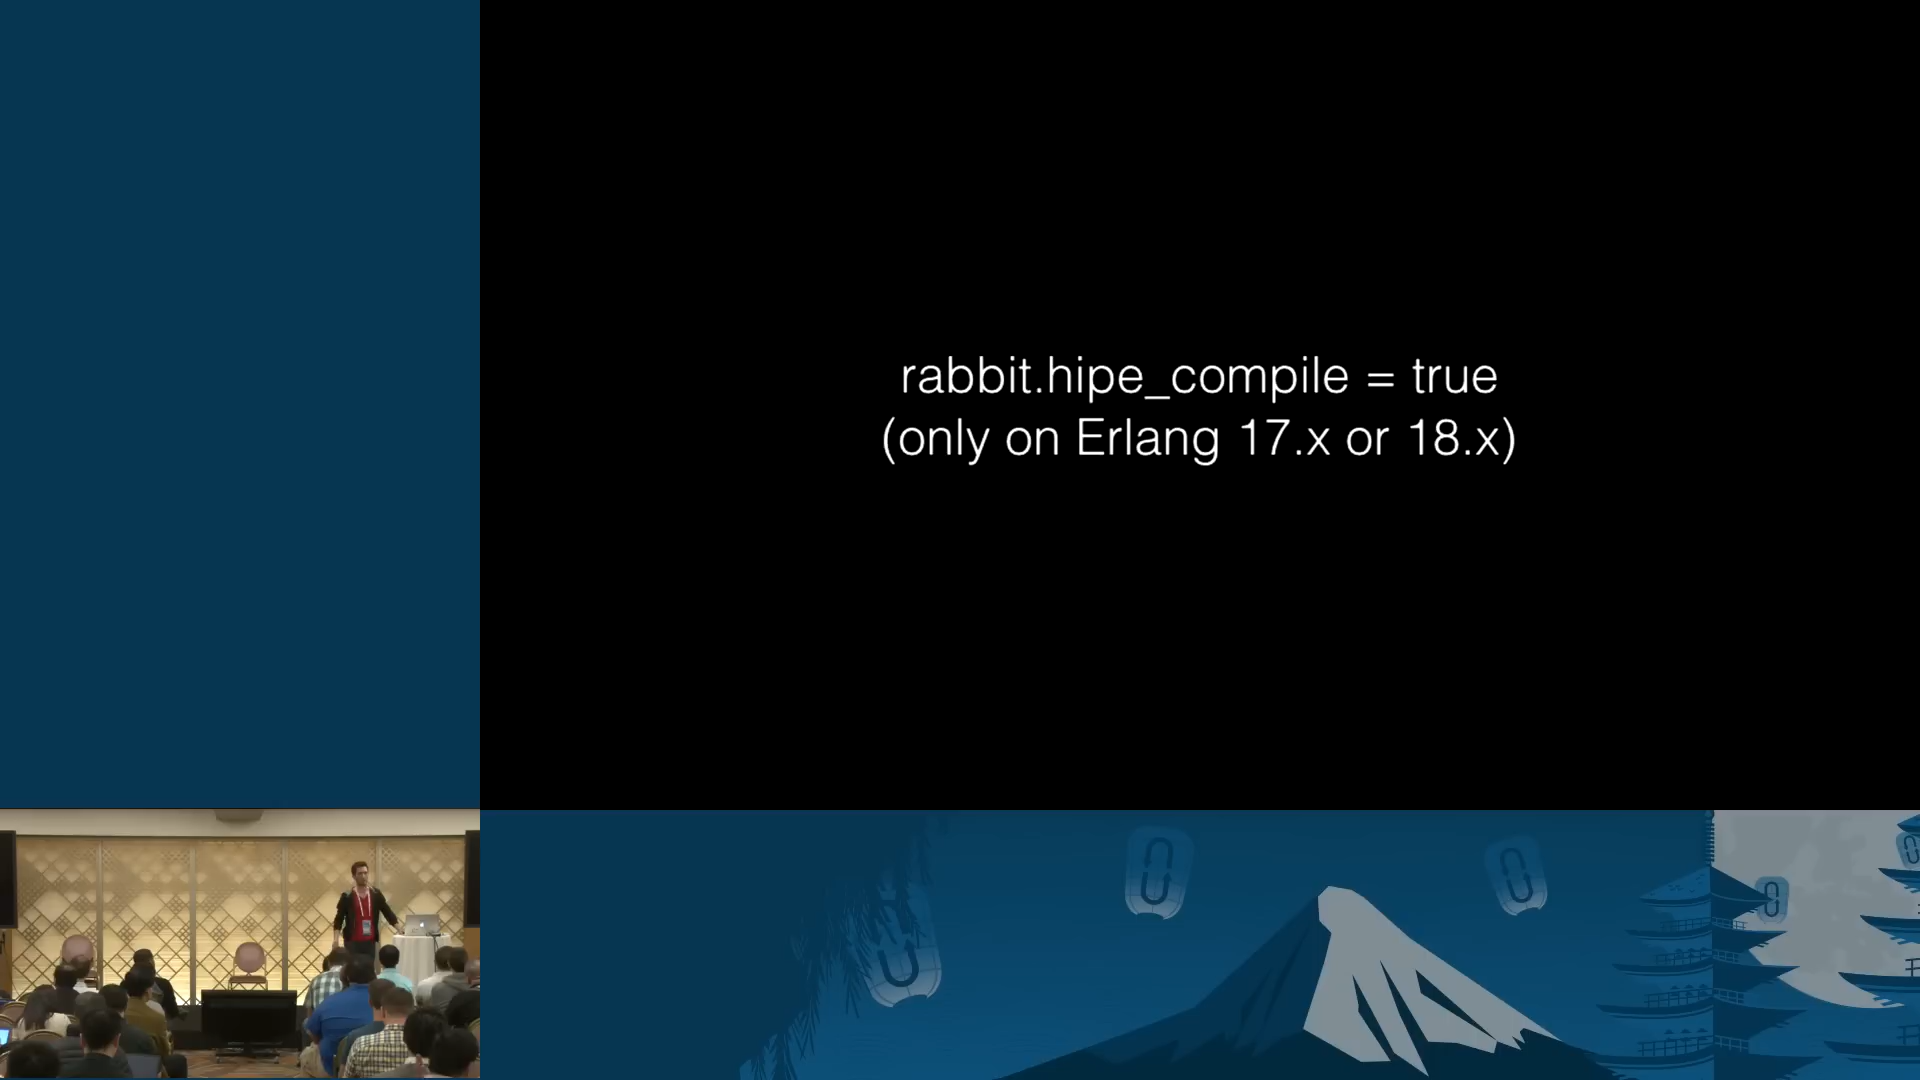 rabbit.hipe_compile = true
(only on Erlang 17.x or 18.x)